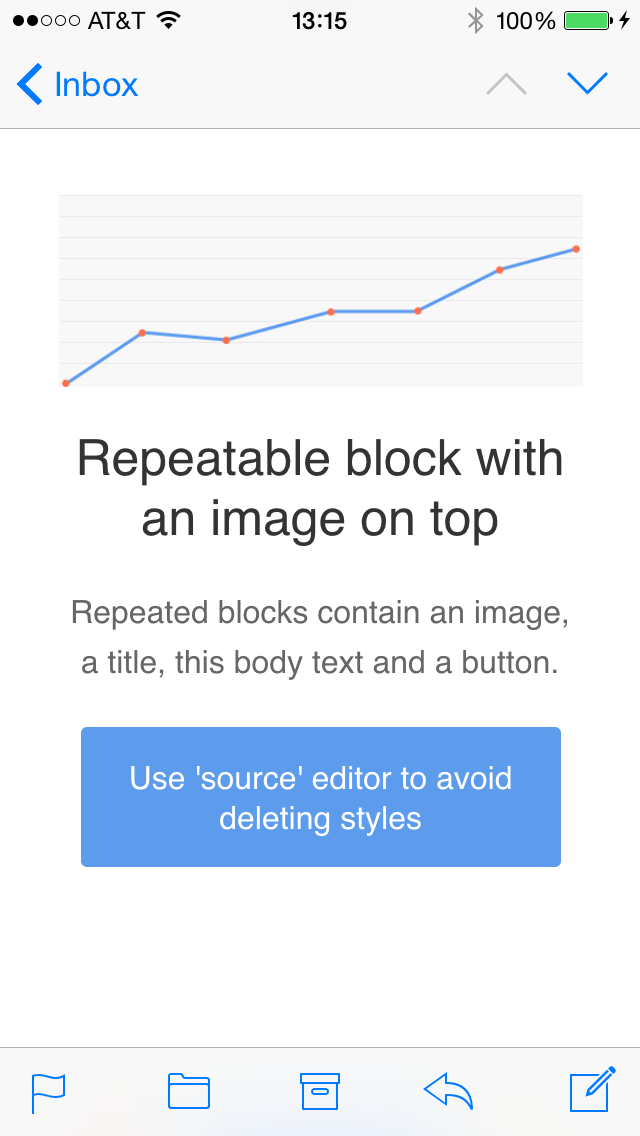 AT&T 13:15 100%
Inbox
Repeatable block with
an image on top
Repeated blocks contain an image,
a title, this body text and a button.
Use 'source' editor to avoid
deleting styles